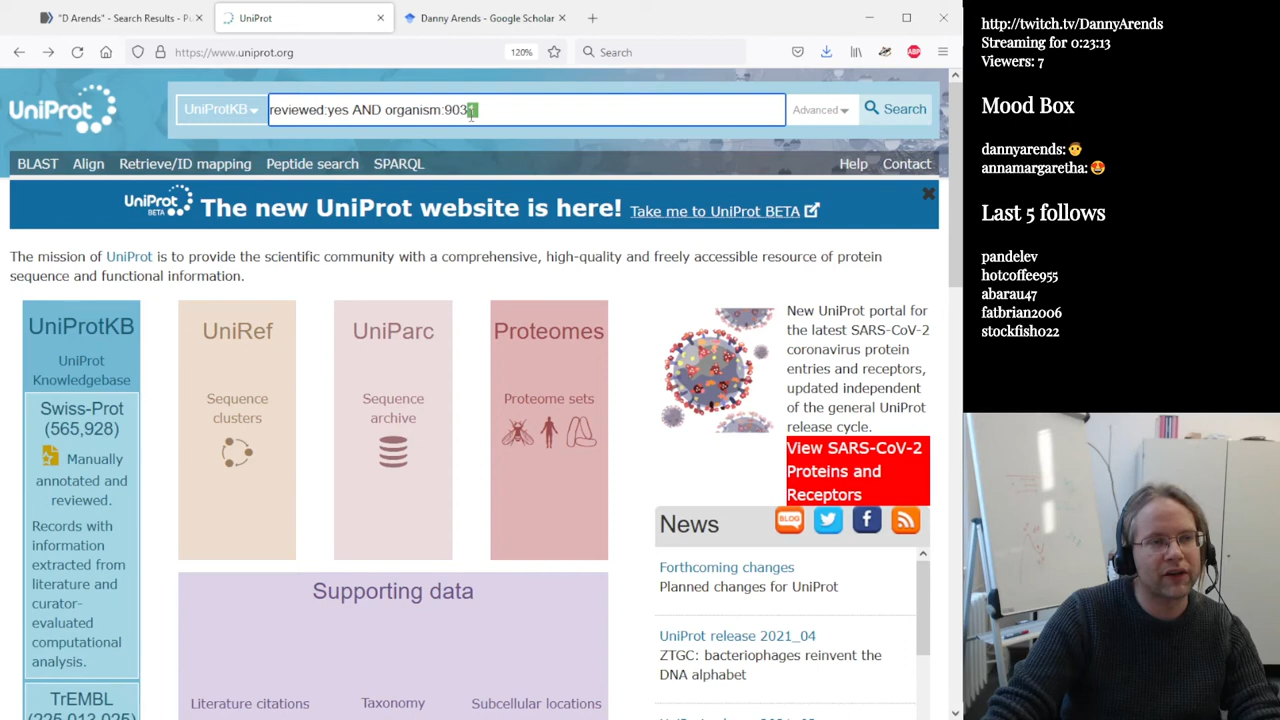 "D Arends" - Search Results - Pu
UniProt
Danny Arends - Google Scholar
https://www.uniprot.org
120%
Search
UniProt
UniProtKB
reviewed:yes AND organism:903
Advanced
Search
BLAST Align Retrieve/ID mapping Peptide search SPARQL
Help Contact
UniProt BETA The new UniProt website is here! Take me to UniProt BETA
The mission of UniProt is to provide the scientific community with a comprehensive, high-quality and freely accessible resource of protein
sequence and functional information.
UniProtKB
UniProt
Knowledgebase
Swiss-Prot
(565,928)
Manually
annotated and
reviewed.
Records with
information
extracted from
literature and
curator-
evaluated
computational
analysis.
TrEMBL
(225,013,025)
UniRef
Sequence
clusters
UniParc
Sequence
archive
Proteomes
Proteome sets
Supporting data
Literature citations
Taxonomy
Subcellular locations
New UniProt portal for
the latest SARS-CoV-2
coronavirus protein
entries and receptors,
updated independent
of the general UniProt
release cycle.
View SARS-CoV-2
Proteins and
Receptors
News
BLOG
Forthcoming changes
Planned changes for UniProt
UniProt release 2021_04
ZTGC: bacteriophages reinvent the
DNA alphabet
http://twitch.tv/DannyArends
Streaming for 0:23:13
Viewers: 7
Mood Box
dannyarends:
annamargaretha:
Last 5 follows
pandelev
hotcoffee955
abarau47
fatbrian2006
stockfish022